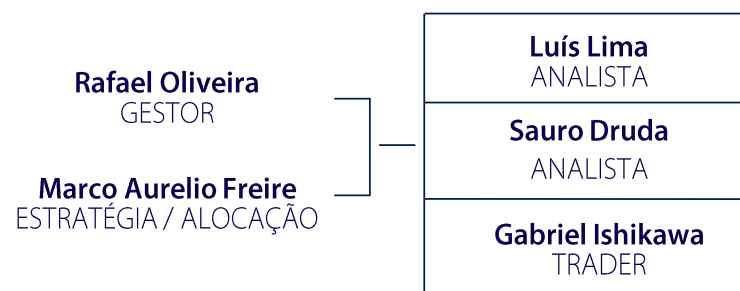 Rafael Oliveira
GESTOR
Marco Aurelio Freire
ESTRATÉGIA / ALOCAÇÃO
Luís Lima
ANALISTA
Sauro Druda
ANALISTA
Gabriel Ishikawa
TRADER